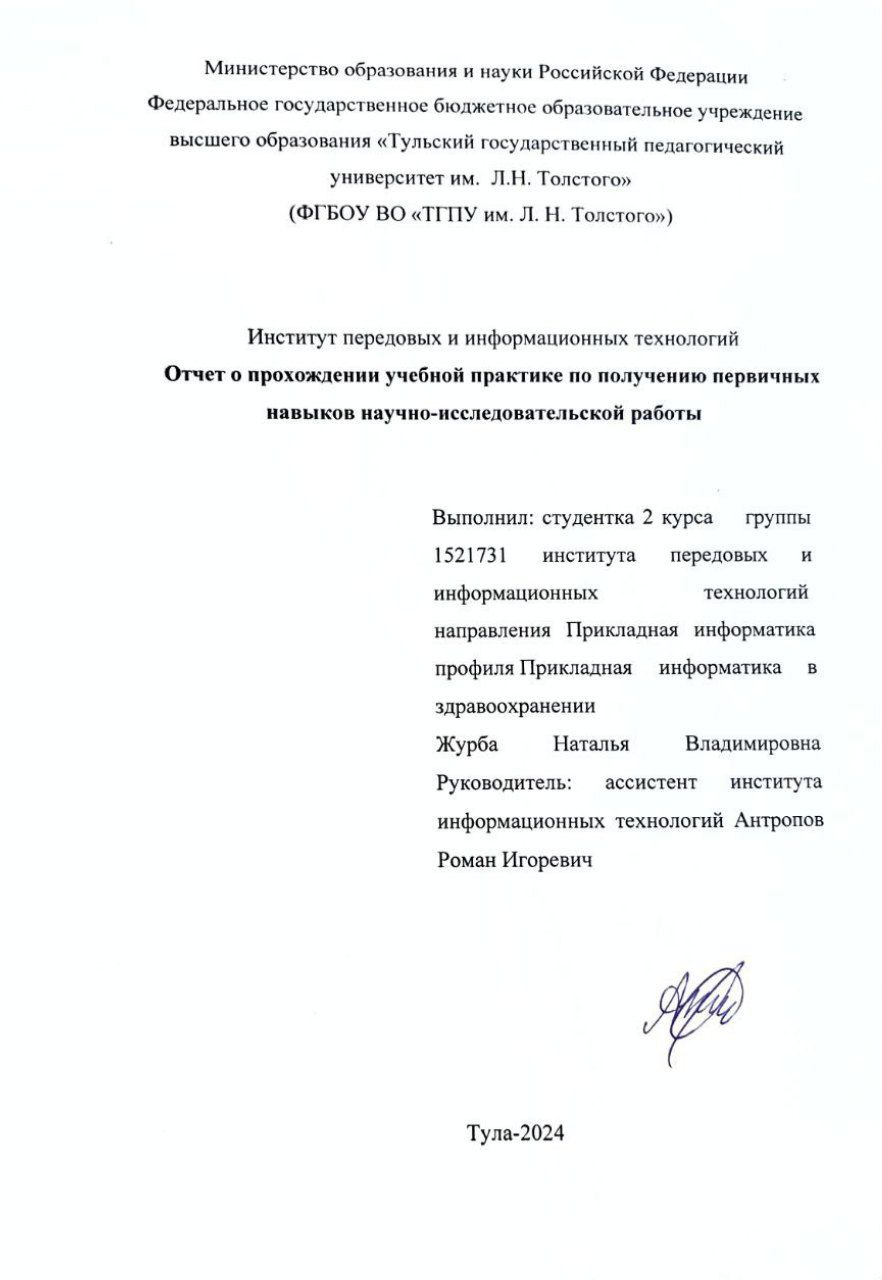 Министерство образования и науки Российской Федерации
Федеральное государственное бюджетное образовательное учреждение
высшего образования «Тульский государственный педагогический
университет им. Л.Н. Толстого»
(ФГБОУ ВО «ТГПУ им. Л. Н. Толстого»)
Институт передовых и информационных технологий
Отчет о прохождении учебной практике по получению первичных
навыков научно-исследовательской работы
Выполнил: студентка 2 курса группы
1521731 института передовых и
информационных технологий
направления Прикладная информатика
профиля Прикладная информатика в
здравоохранении
Журба Наталья Владимировна
Руководитель: ассистент института
информационных технологий Антропов
Роман Игоревич
Тула-2024